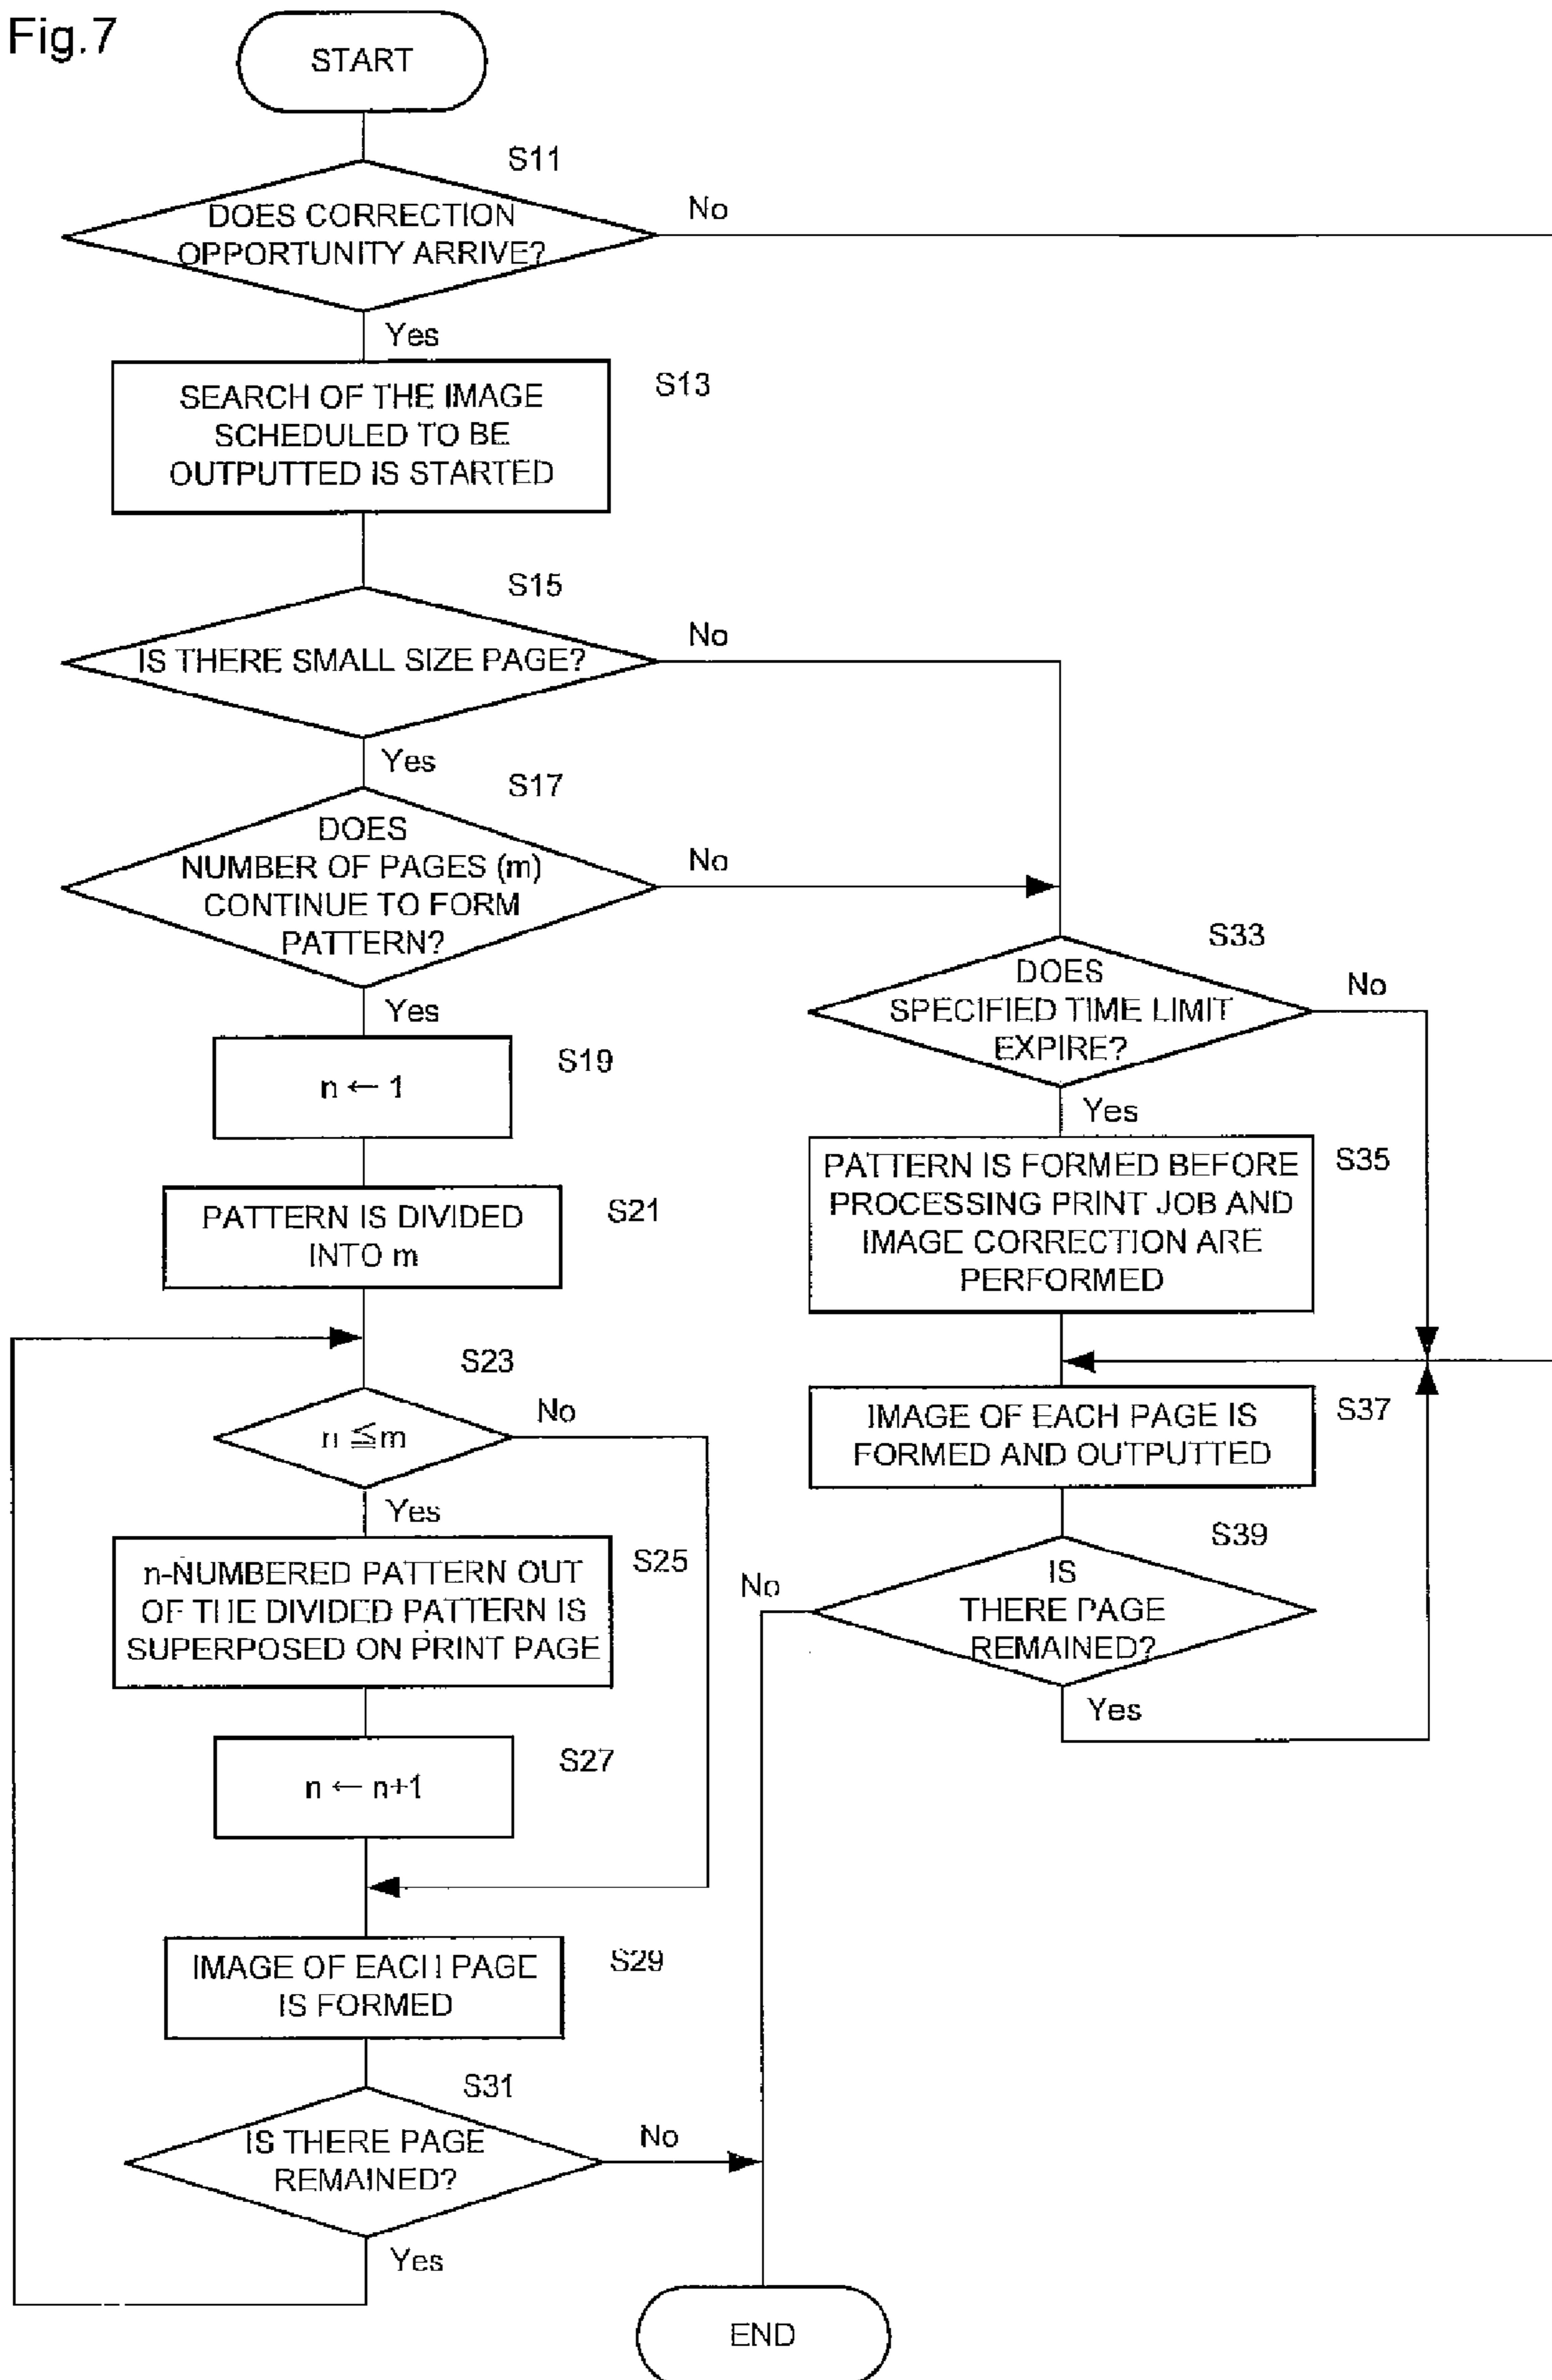 Fig.7
START
S11
DOES CORRECTION
OPPORTUNITY ARRIVE?
No
Yes
S13
SEARCH OF THE IMAGE
SCHEDULED TO BE
OUTPUTTED IS STARTED
S15
IS THERE SMALL SIZE PAGE?
No
Yes
S17
DOES
NUMBER OF PAGES (m)
CONTINUE TO FORM
PATTERN?
No
Yes
S19
n ← 1
S21
PATTERN IS DIVIDED
INTO m
S23
n ≦m
No
Yes
S25
n-NUMBERED PATTERN OUT
OF THE DIVIDED PATTERN IS
SUPERPOSED ON PRINT PAGE
S27
n ← n+1
S29
IMAGE OF EACH PAGE
IS FORMED
S31
IS THERE PAGE
REMAINED?
No
Yes
S33
DOES
SPECIFIED TIME LIMIT
EXPIRE?
No
Yes
S35
PATTERN IS FORMED BEFORE
PROCESSING PRINT JOB AND
IMAGE CORRECTION ARE
PERFORMED
S37
IMAGE OF EACH PAGE IS
FORMED AND OUTPUTTED
S39
IS
THERE PAGE
REMAINED?
No
Yes
END